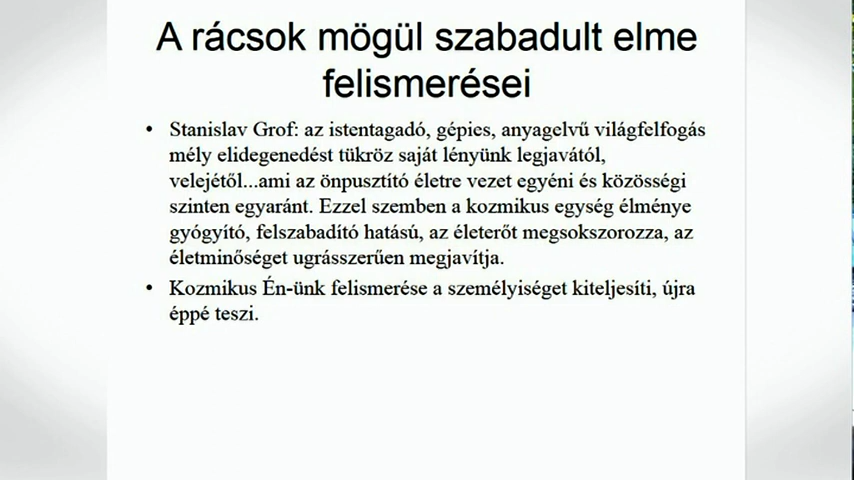 A rácsok mögül szabadult elme
felismerései
• Stanislav Grof: az istentagadó, gépies, anyagelvű világfelfogás
mély elidegenedést tükröz saját lényünk legjavától,
velejétől...ami az önpusztító életre vezet egyéni és közösségi
szinten egyaránt. Ezzel szemben a kozmikus egység élménye
gyógyító, felszabadító hatású, az életerőt megsokszorozza, az
életminőséget ugrásszerűen megjavítja.
• Kozmikus Én-ünk felismerése a személyiséget kiteljesíti, újra
éppé teszi.